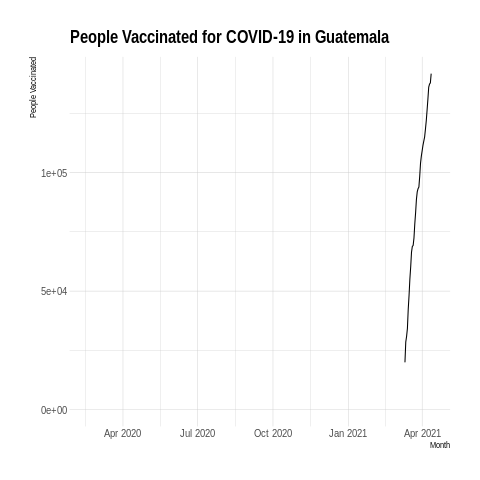 People Vaccinated for COVID-19 in Guatemala
People Vaccinated
1e+05
5e+04
0e+00
Apr 2020 Jul 2020 Oct 2020 Jan 2021 Apr 2021
Month